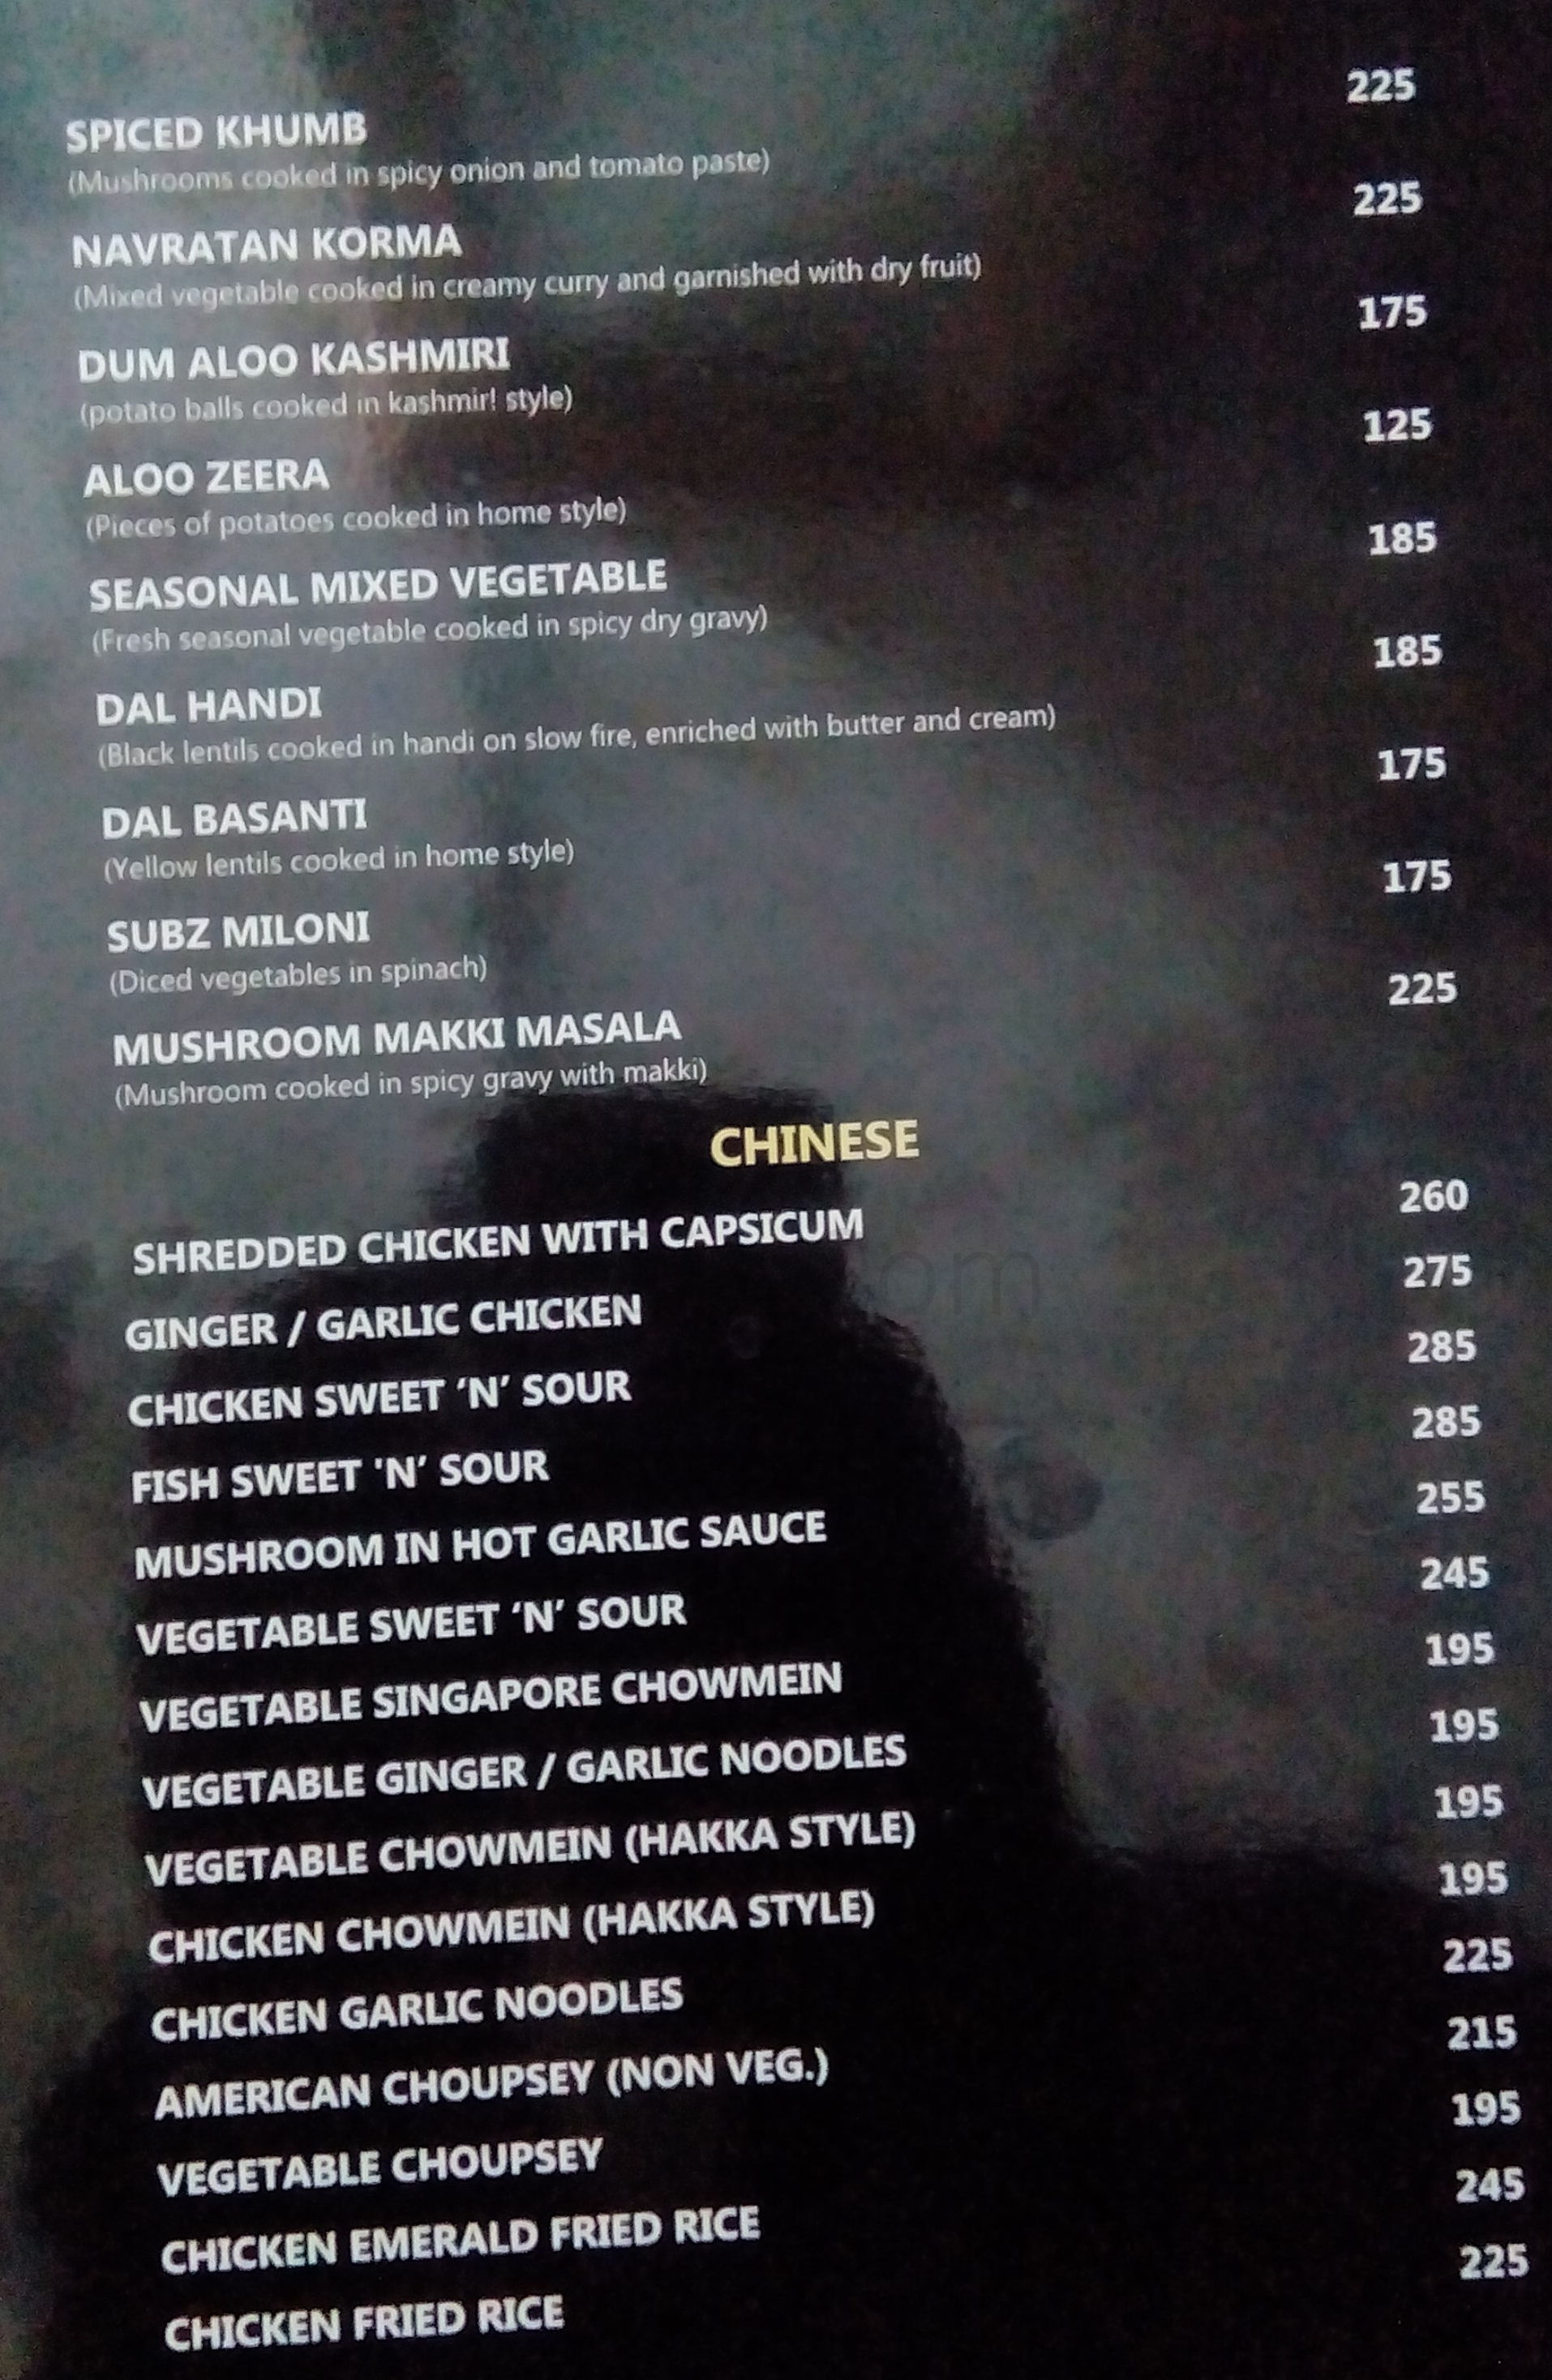 SPICED KHUMB 225
(Mushrooms cooked in spicy onion and tomato paste)
NAVRATAN KORMA 225
(Mixed vegetable cooked in creamy curry and garnished with dry fruit)
DUM ALOO KASHMIRI 175
(potato balls cooked in kashmir! style)
ALOO ZEERA 125
(Pieces of potatoes cooked in home style)
SEASONAL MIXED VEGETABLE 185
(Fresh seasonal vegetable cooked in spicy dry gravy)
DAL HANDI 185
(Black lentils cooked in handi on slow fire, enriched with butter and cream)
DAL BASANTI 175
(Yellow lentils cooked in home style)
SUBZ MILONI 175
(Diced vegetables in spinach)
MUSHROOM MAKKI MASALA 225
(Mushroom cooked in spicy gravy with makki)
CHINESE
SHREDDED CHICKEN WITH CAPSICUM 260
GINGER / GARLIC CHICKEN 275
CHICKEN SWEET ‘N’ SOUR 285
FISH SWEET 'N’ SOUR 285
MUSHROOM IN HOT GARLIC SAUCE 255
VEGETABLE SWEET ‘N’ SOUR 245
VEGETABLE SINGAPORE CHOWMEIN 195
VEGETABLE GINGER / GARLIC NOODLES 195
VEGETABLE CHOWMEIN (HAKKA STYLE) 195
CHICKEN CHOWMEIN (HAKKA STYLE) 195
CHICKEN GARLIC NOODLES 225
AMERICAN CHOUPSEY (NON VEG.) 215
VEGETABLE CHOUPSEY 195
CHICKEN EMERALD FRIED RICE 245
CHICKEN FRIED RICE 225